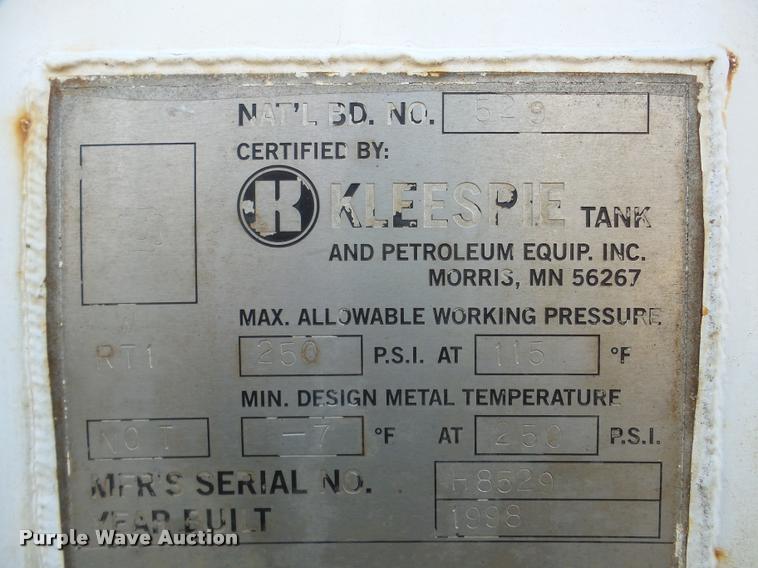 NAT'L BD. NO. 529
CERTIFIED BY:
K KLEESPIE TANK
AND PETROLEUM EQUIP. INC.
MORRIS, MN 56267
MAX. ALLOWABLE WORKING PRESSURE
W
RT1
250 P.S.I. AT 115 °F
MIN. DESIGN METAL TEMPERATURE
NOT
-7 °F AT 250 P.S.I.
MFR'S SERIAL NO. H8529
YEAR BUILT 1998
Purple Wave Auction®